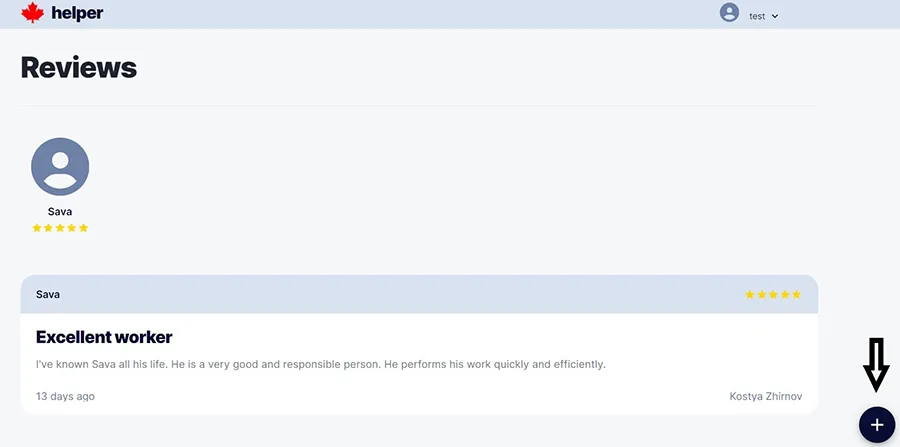 helper
test
Reviews
Sava
Sava
Excellent worker
I've known Sava all his life. He is a very good and responsible person. He performs his work quickly and efficiently.
13 days ago
Kostya Zhirnov